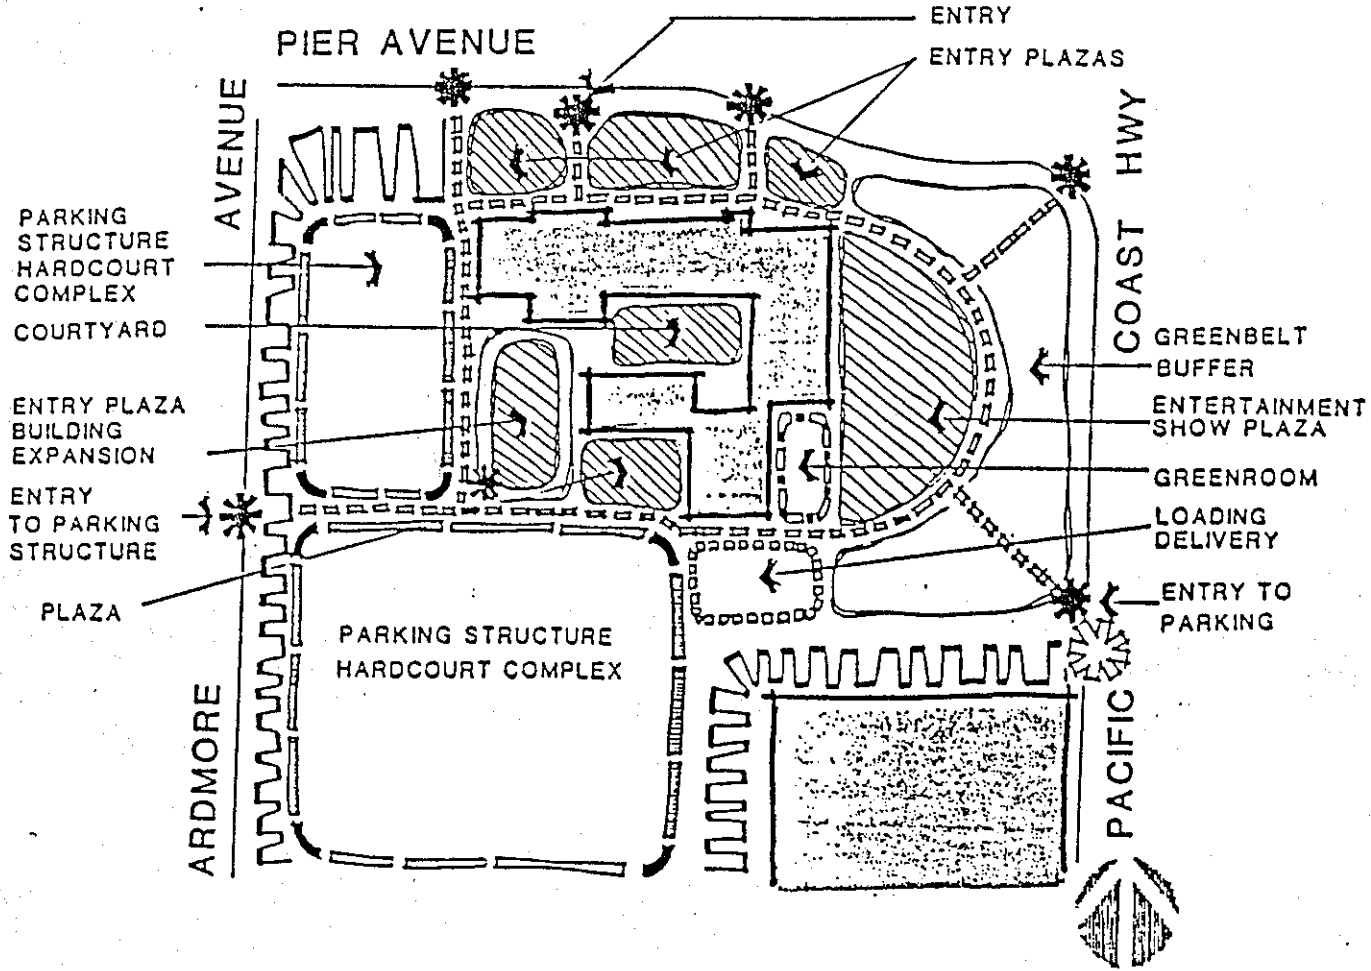 ENTRY
PIER AVENUE
ENTRY PLAZAS
AVENUE
HWY
PARKING
STRUCTURE
HARDCOURT
COMPLEX
COAST
COURTYARD
GREENBELT
BUFFER
ENTRY PLAZA
BUILDING
EXPANSION
ENTERTAINMENT
SHOW PLAZA
GREENROOM
ENTRY
TO PARKING
STRUCTURE
LOADING
DELIVERY
PLAZA
ENTRY TO
PARKING
PARKING STRUCTURE
HARDCOURT COMPLEX
ARDMORE
PACIFIC